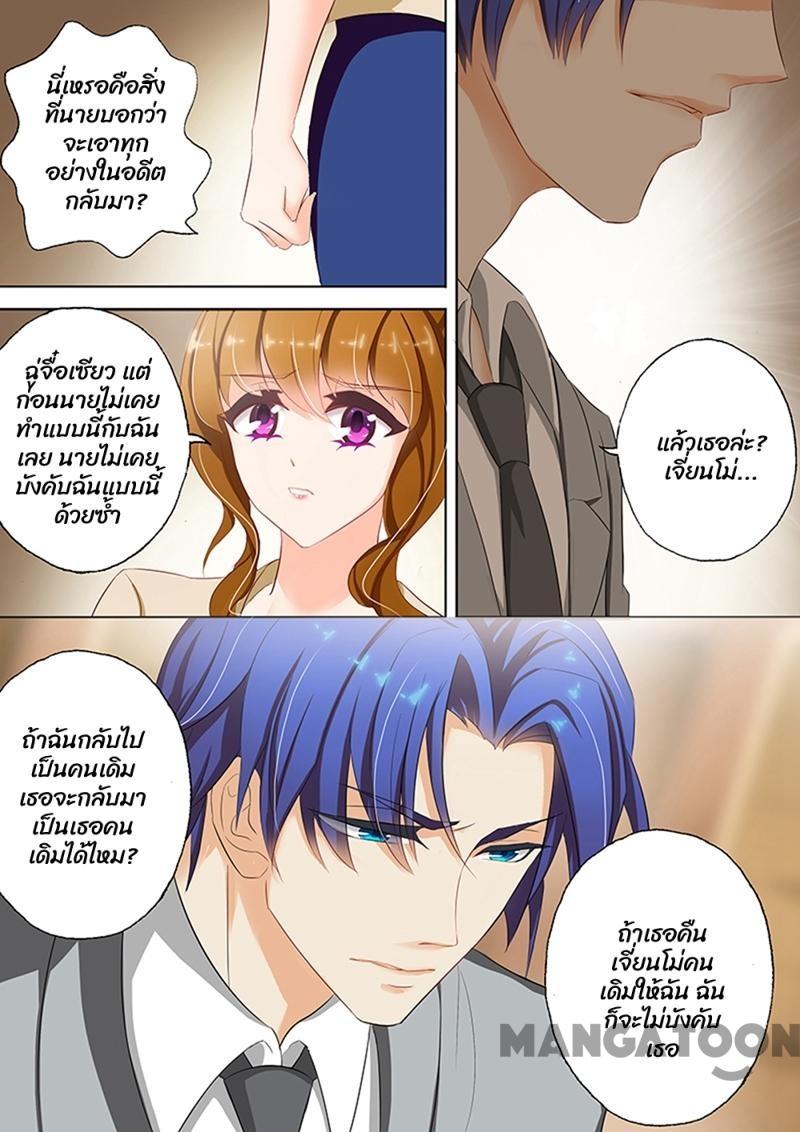 นี่เหรอคือสิ่ง
ที่นายบอกว่า
จะเอาทุก
อย่างในอดีต
กลับมา?
ฉู่จื๋อเซียว แต่
ก่อนนายไม่เคย
ทำแบบนี้กับฉัน
เลย นายไม่เคย
บังคับฉันแบบนี้
ด้วยซ้ำ
แล้วเธอล่ะ?
เจี่ยนโม่...
ถ้าฉันกลับไป
เป็นคนเดิม
เธอจะกลับมา
เป็นเธอคน
เดิมได้ไหม?
ถ้าเธอคืน
เจี่ยนโม่คน
เดิมให้ฉัน ฉัน
ก็จะไม่บังคับ
เธอ
MANGATOON